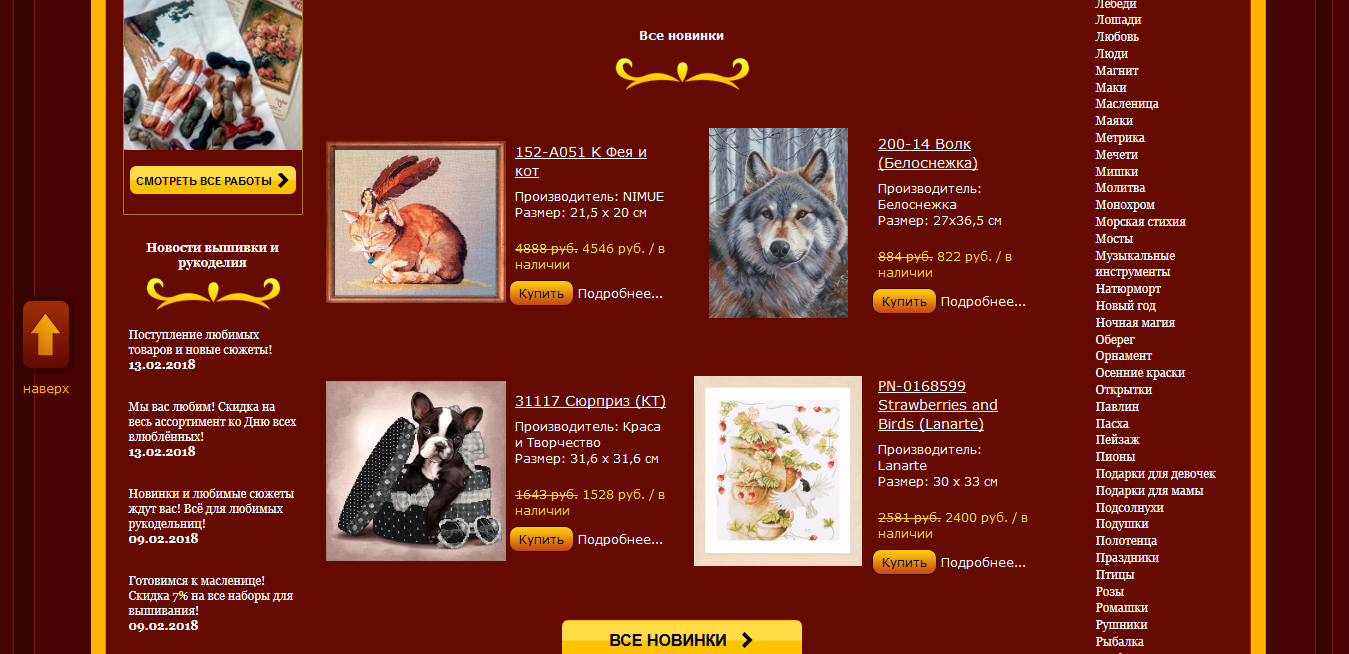 СМОТРЕТЬ ВСЕ РАБОТЫ
Новости вышивки и
рукоделия
Поступление любимых
товаров и новые сюжеты!
13.02.2018
Мы вас любим! Скидка на
весь ассортимент ко Дню всех
влюблённых!
13.02.2018
Новинки и любимые сюжеты
ждут вас! Всё для любимых
рукодельниц!
09.02.2018
Готовимся к масленице!
Скидка 7% на все наборы для
вышивания!
09.02.2018
наверх
Все новинки
152-A051 K Фея и
кот
Производитель: NIMUE
Размер: 21,5 x 20 см
4888 руб. 4546 руб. / в
наличии
Купить Подробнее...
200-14 Волк
(Белоснежка)
Производитель:
Белоснежка
Размер: 27x36,5 см
884 руб. 822 руб. / в
наличии
Купить Подробнее...
31117 Сюрприз (КТ)
Производитель: Краса
и Творчество
Размер: 31,6 x 31,6 см
1643 руб. 1528 руб. / в
наличии
Купить Подробнее...
PN-0168599
Strawberries and
Birds (Lanarte)
Производитель:
Lanarte
Размер: 30 x 33 см
2581 руб. 2400 руб. / в
наличии
Купить Подробнее...
ВСЕ НОВИНКИ
Лебеди
Лошади
Любовь
Люди
Магнит
Маки
Масленица
Маяки
Метрика
Мечети
Мишки
Молитва
Монохром
Морская стихия
Мосты
Музыкальные
инструменты
Натюрморт
Новый год
Ночная магия
Оберег
Орнамент
Осенние краски
Открытки
Павлин
Пасха
Пейзаж
Пионы
Подарки для девочек
Подарки для мамы
Подсолнухи
Подушки
Полотенца
Праздники
Птицы
Розы
Ромашки
Рушники
Рыбалка